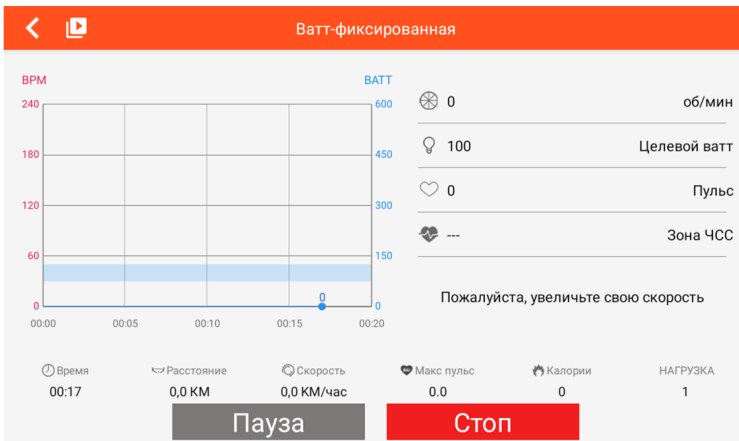 Ватт-фиксированная
BPM ВАТТ
240 600
180 450
120 300
60 150
0 0 0
00:00 00:05 00:10 00:15 00:20
0 об/мин
100 Целевой ватт
0 Пульс
--- Зона ЧСС
Пожалуйста, увеличьте свою скорость
Время Расстояние Скорость Макс пульс Калории НАГРУЗКА
00:17 0,0 КМ 0,0 КМ/час 0.0 0 1
Пауза Стоп